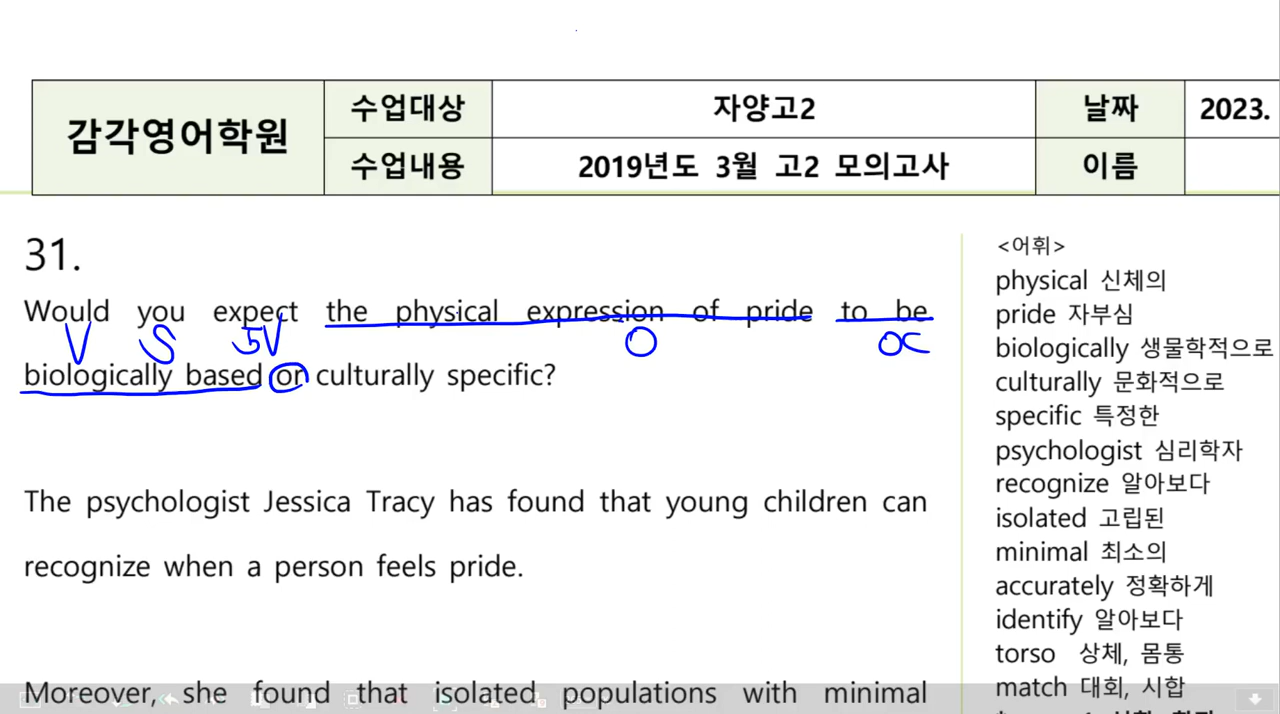 감각영어학원 수업대상 자양고2 날짜 2023.
수업내용 2019년도 3월 고2 모의고사 이름
31.
Would you expect the physical expression of pride to be
V S 5V O OC
biologically based or culturally specific?
The psychologist Jessica Tracy has found that young children can
recognize when a person feels pride.
Moreover, she found that isolated populations with minimal
<어휘>
physical 신체의
pride 자부심
biologically 생물학적으로
culturally 문화적으로
specific 특정한
psychologist 심리학자
recognize 알아보다
isolated 고립된
minimal 최소의
accurately 정확하게
identify 알아보다
torso 상체, 몸통
match 대회, 시합